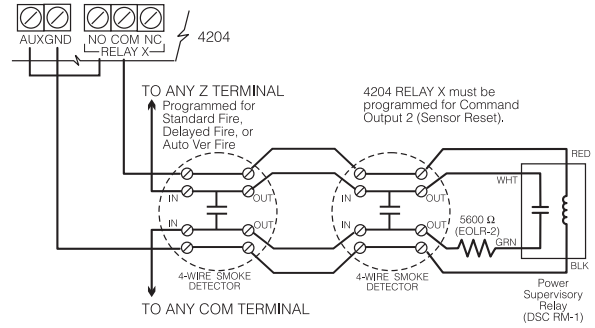 AUX GND
NO COM NC
RELAY X
4204
TO ANY Z TERMINAL
Programmed for
Standard Fire,
Delayed Fire, or
Auto Ver Fire
4204 RELAY X must be
programmed for Command
Output 2 (Sensor Reset).
RED
WHT
IN
OUT
IN
OUT
IN
OUT
IN
OUT
5600 Ω
(EOLR-2)
GRN
BLK
4-WIRE SMOKE
DETECTOR
4-WIRE SMOKE
DETECTOR
Power
Supervisory
Relay
(DSC RM-1)
TO ANY COM TERMINAL